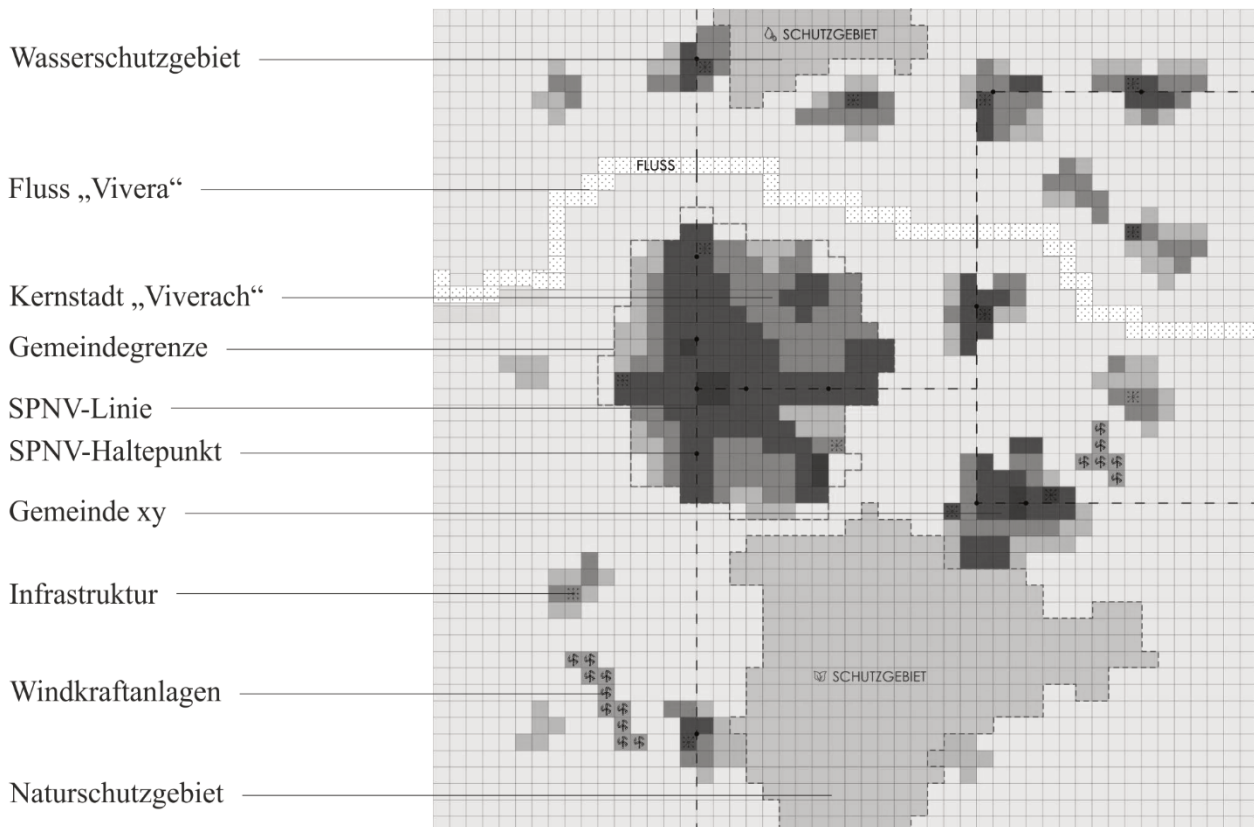 SCHUTZGEBIET
Wasserschutzgebiet
FLUSS
Fluss „Vivera“
Kernstadt „Viverach“
Gemeindegrenze
SPNV-Linie
SPNV-Haltepunkt
Gemeinde xy
Infrastruktur
SCHUTZGEBIET
Windkraftanlagen
Naturschutzgebiet